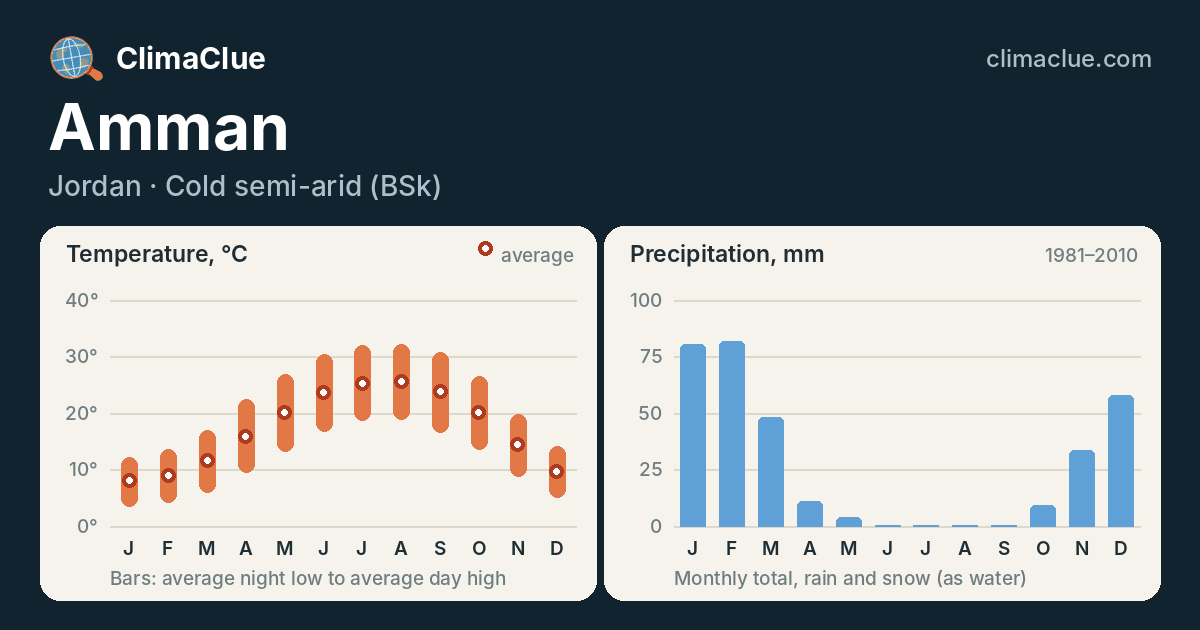 ClimaClue
climaclue.com
Amman
Jordan · Cold semi-arid (BSk)
Temperature, °C
average
40°
30°
20°
10°
0°
J F M A M J J A S O N D
Bars: average night low to average day high
Precipitation, mm
1981–2010
100
75
50
25
0
J F M A M J J A S O N D
Monthly total, rain and snow (as water)